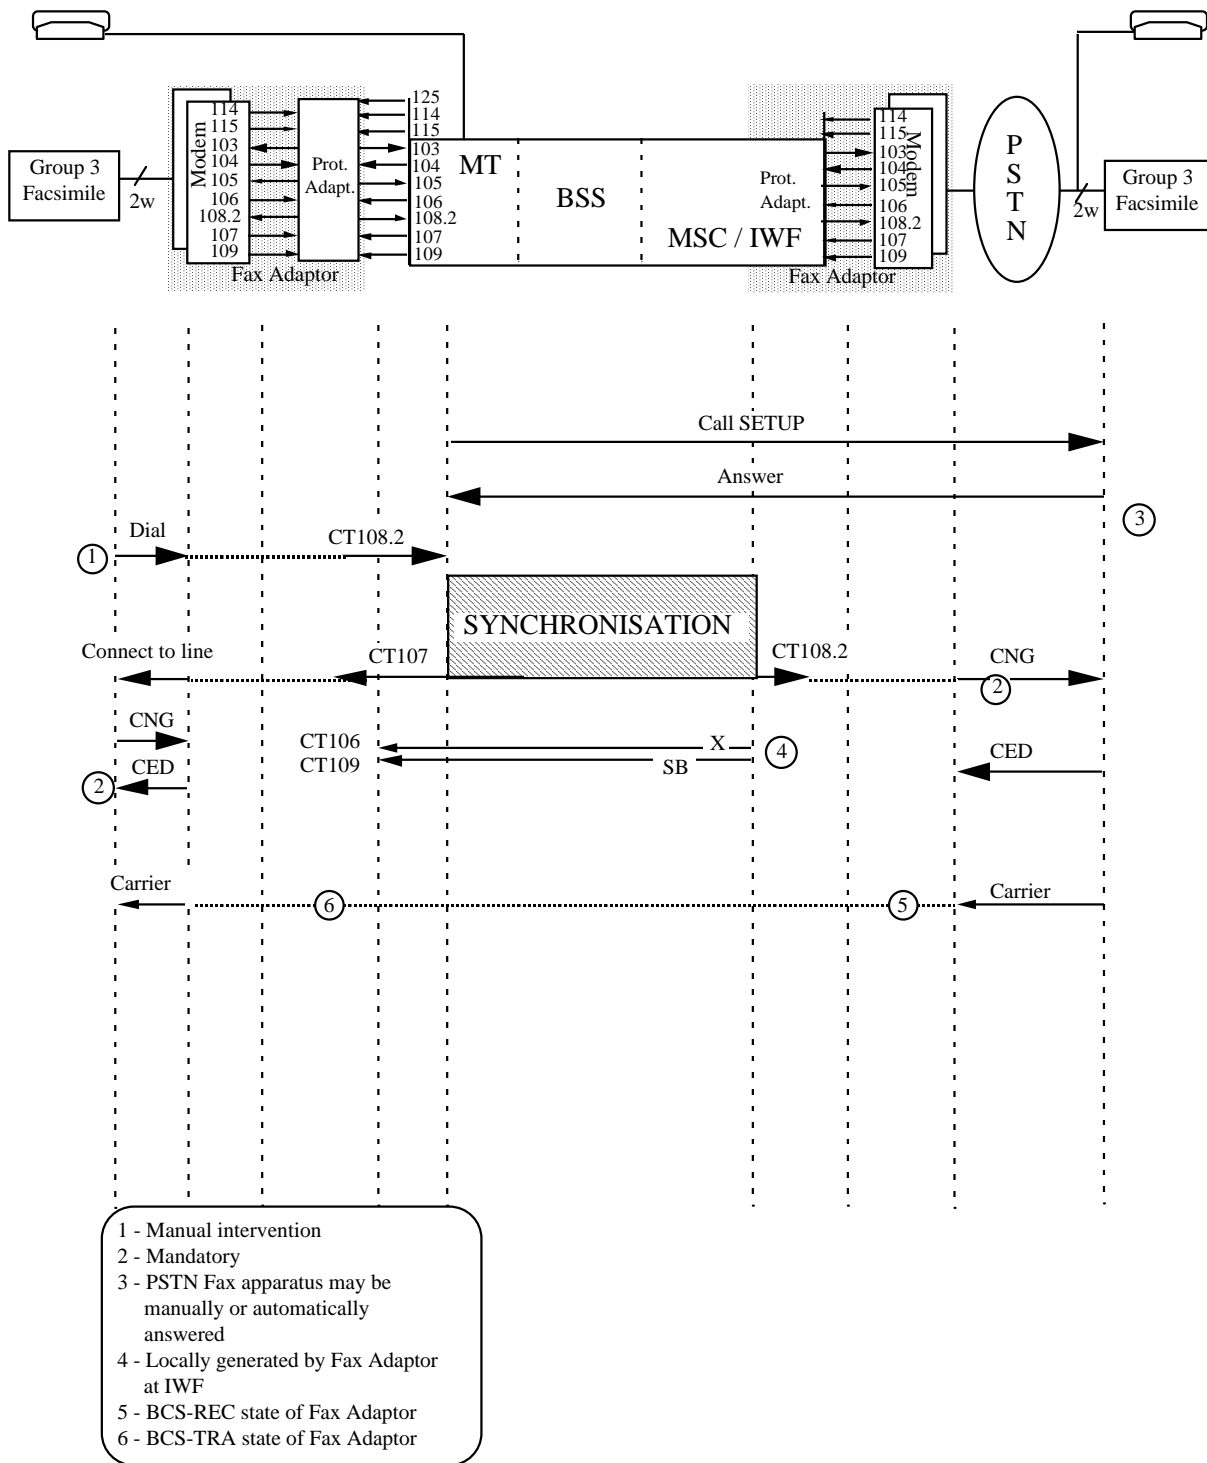 Group 3
Facsimile
2w
Modem
114
115
103
104
105
106
108.2
107
109
Prot.
Adapt.
Fax Adaptor
125
114
115
103
104
105
106
108.2
107
109
MT
BSS
MSC / IWF
Prot.
Adapt.
Fax Adaptor
114
115
103
104
105
106
108.2
107
109
Modem
P
S
T
N
2w
Group 3
Facsimile
Call SETUP
Answer
3
Dial
1
CT108.2
SYNCHRONISATION
Connect to line
CT107
CT108.2
CNG
2
CNG
CT106
X
4
CED
CT109
SB
CED
2
Carrier
6
5
Carrier
1 - Manual intervention
2 - Mandatory
3 - PSTN Fax apparatus may be
manually or automatically
answered
4 - Locally generated by Fax Adaptor
at IWF
5 - BCS-REC state of Fax Adaptor
6 - BCS-TRA state of Fax Adaptor